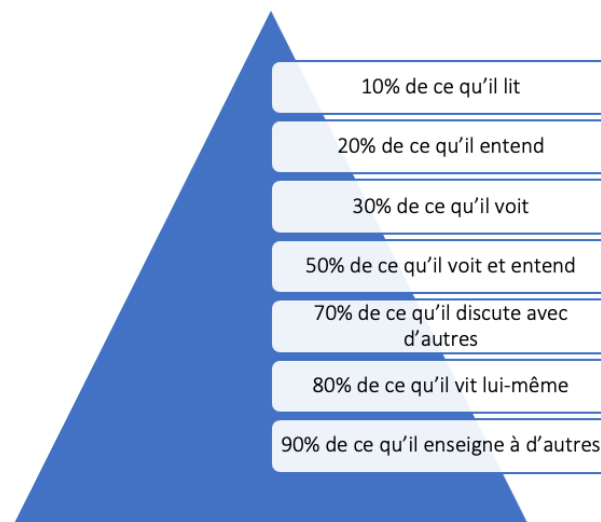 10% de ce qu’il lit
20% de ce qu’il entend
30% de ce qu’il voit
50% de ce qu’il voit et entend
70% de ce qu’il discute avec
d’autres
80% de ce qu’il vit lui-même
90% de ce qu’il enseigne à d’autres